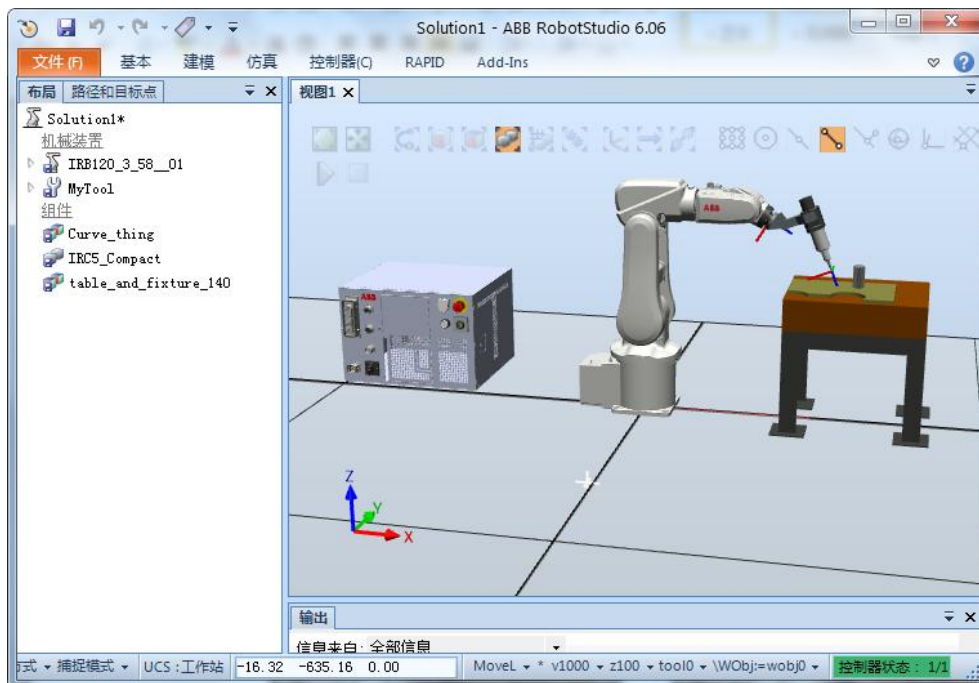 Solution1 - ABB RobotStudio 6.06
文件(F) 基本 建模 仿真 控制器(C) RAPID Add-Ins
布局 路径和目标点
视图1
Solution1*
机械装置
IRB120_3_58__01
MyTool
组件
Curve_thing
IRC5_Compact
table_and_fixture_140
ABB
ABB
Z
Y
X
输出
信息来自: 全部信息
方式 捕捉模式 UCS:工作站 -16.32 -635.16 0.00 MoveL * v1000 z100 tool0 \WObj:=wobj0 控制器状态: 1/1